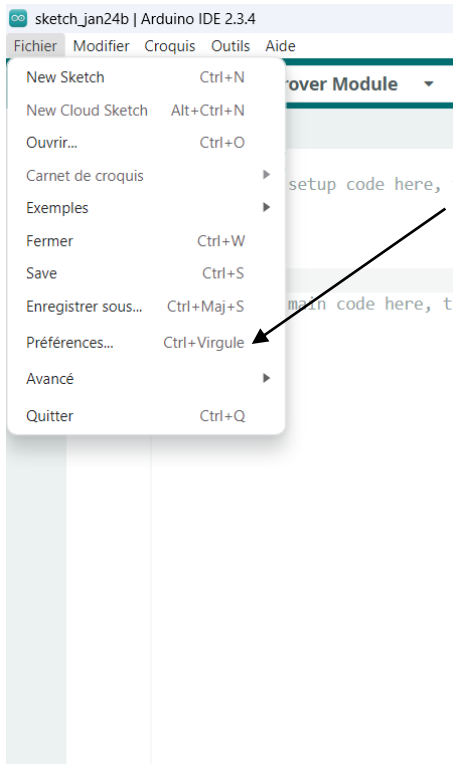 sketch_jan24b | Arduino IDE 2.3.4
Fichier Modifier Croquis Outils Aide
New Sketch Ctrl+N
rover Module
New Cloud Sketch Alt+Ctrl+N
Ouvrir... Ctrl+O
Carnet de croquis
setup code here,
Exemples
Fermer Ctrl+W
Save Ctrl+S
Enregistrer sous... Ctrl+Maj+S
main code here, t
Préférences... Ctrl+Virgule
Avancé
Quitter Ctrl+Q